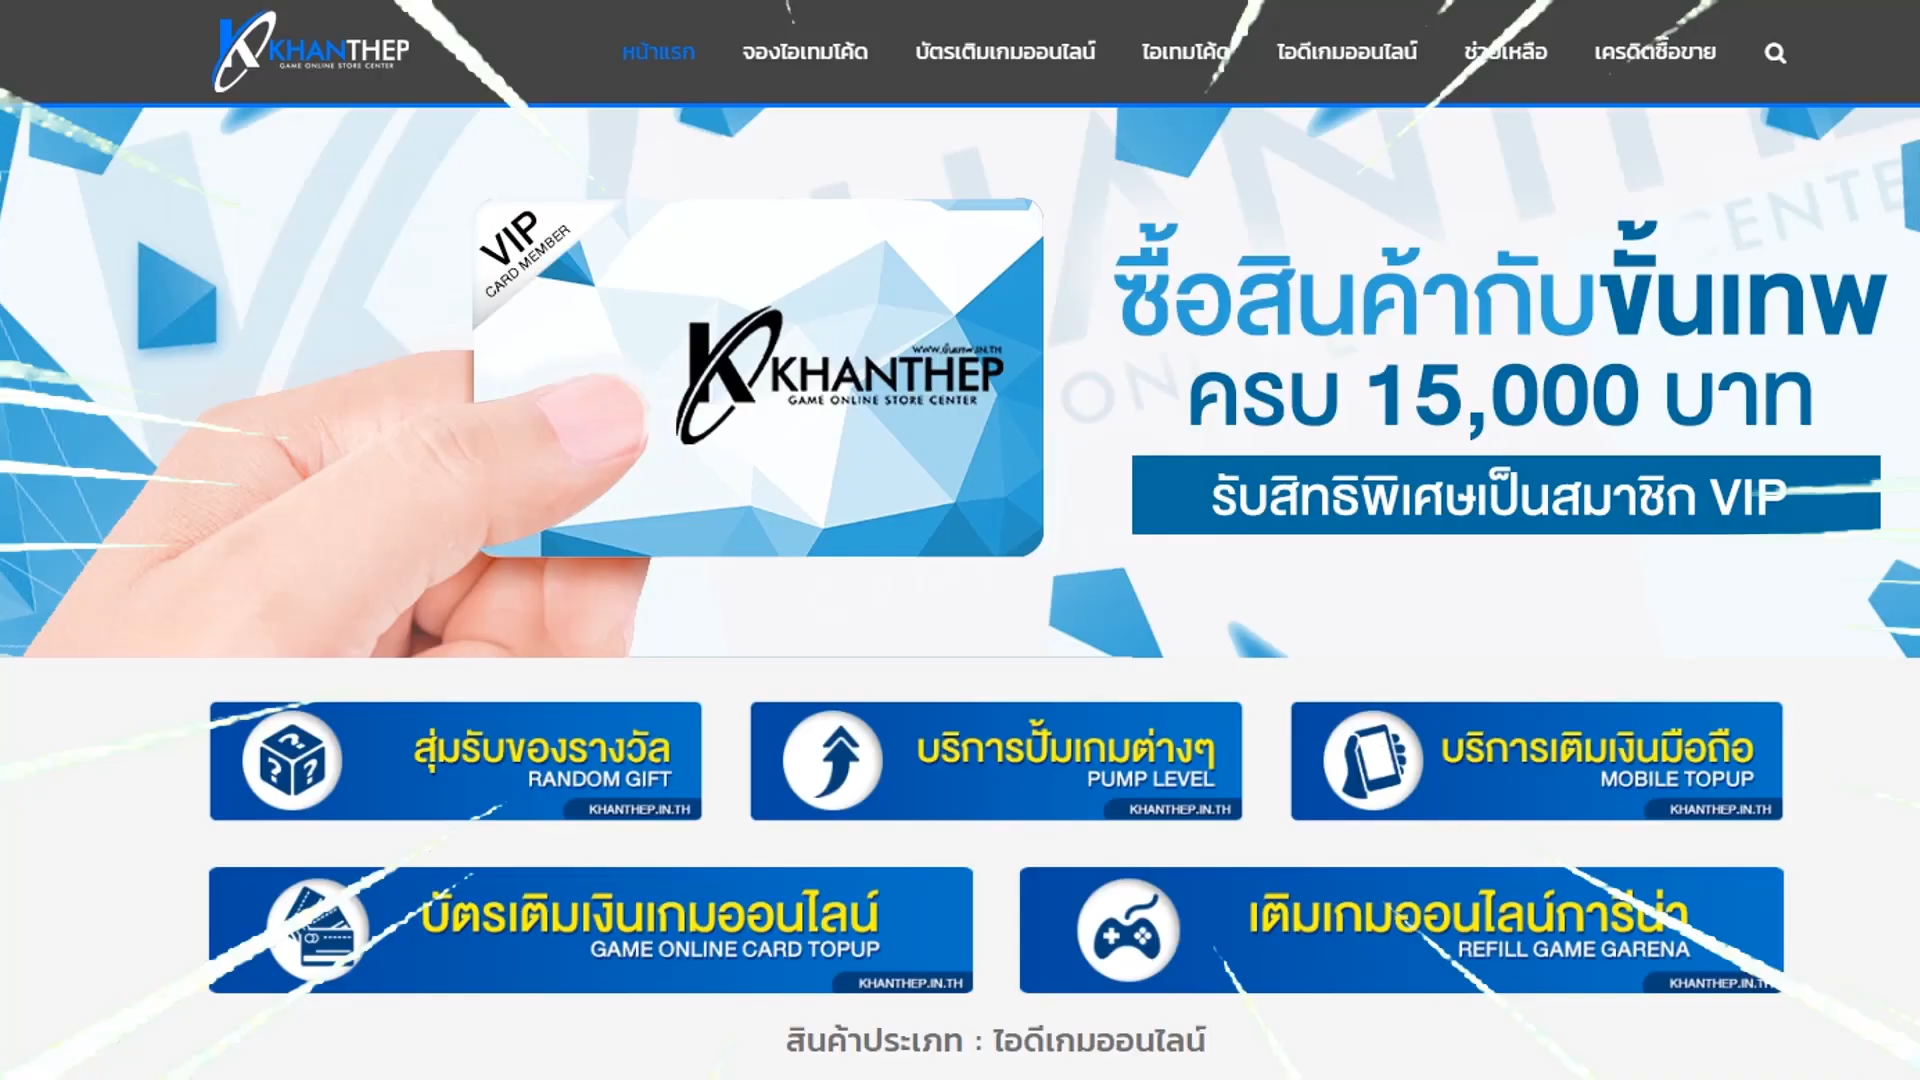 KHANTHEP
GAME ONLINE STORE CENTER
หน้าแรก
จองไอเทมโค้ด
บัตรเติมเกมออนไลน์
ไอเทมโค้ด
ไอดีเกมออนไลน์
ช่วยเหลือ
เครดิตซื้อขาย
VIP
CARD MEMBER
WWW.ขั้นเทพ.IN.TH
KHANTHEP
GAME ONLINE STORE CENTER
ซื้อสินค้ากับขั้นเทพ
ครบ 15,000 บาท
รับสิทธิพิเศษเป็นสมาชิก VIP
สุ่มรับของรางวัล
RANDOM GIFT
KHANTHEP.IN.TH
บริการปั้มเกมต่างๆ
PUMP LEVEL
KHANTHEP.IN.TH
บริการเติมเงินมือถือ
MOBILE TOPUP
KHANTHEP.IN.TH
บัตรเติมเงินเกมออนไลน์
GAME ONLINE CARD TOPUP
KHANTHEP.IN.TH
เติมเกมออนไลน์การีน่า
REFILL GAME GARENA
KHANTHEP.IN.TH
สินค้าประเภท : ไอดีเกมออนไลน์